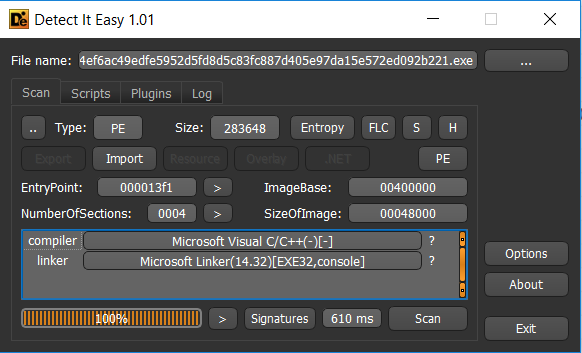 Detect It Easy 1.01
File name: 4ef6ac49edfe5952d5fd8d5c83fc887d405e97da15e572ed092b221.exe ...
Scan Scripts Plugins Log
.. Type: PE Size: 283648 Entropy FLC S H
Export Import Resource Overlay .NET PE
EntryPoint: 000013f1 > ImageBase: 00400000
NumberOfSections: 0004 > SizeOfImage: 00048000
compiler Microsoft Visual C/C++(-)[-] ?
linker Microsoft Linker(14.32)[EXE32,console] ?
Options
About
100% > Signatures 610 ms Scan
Exit